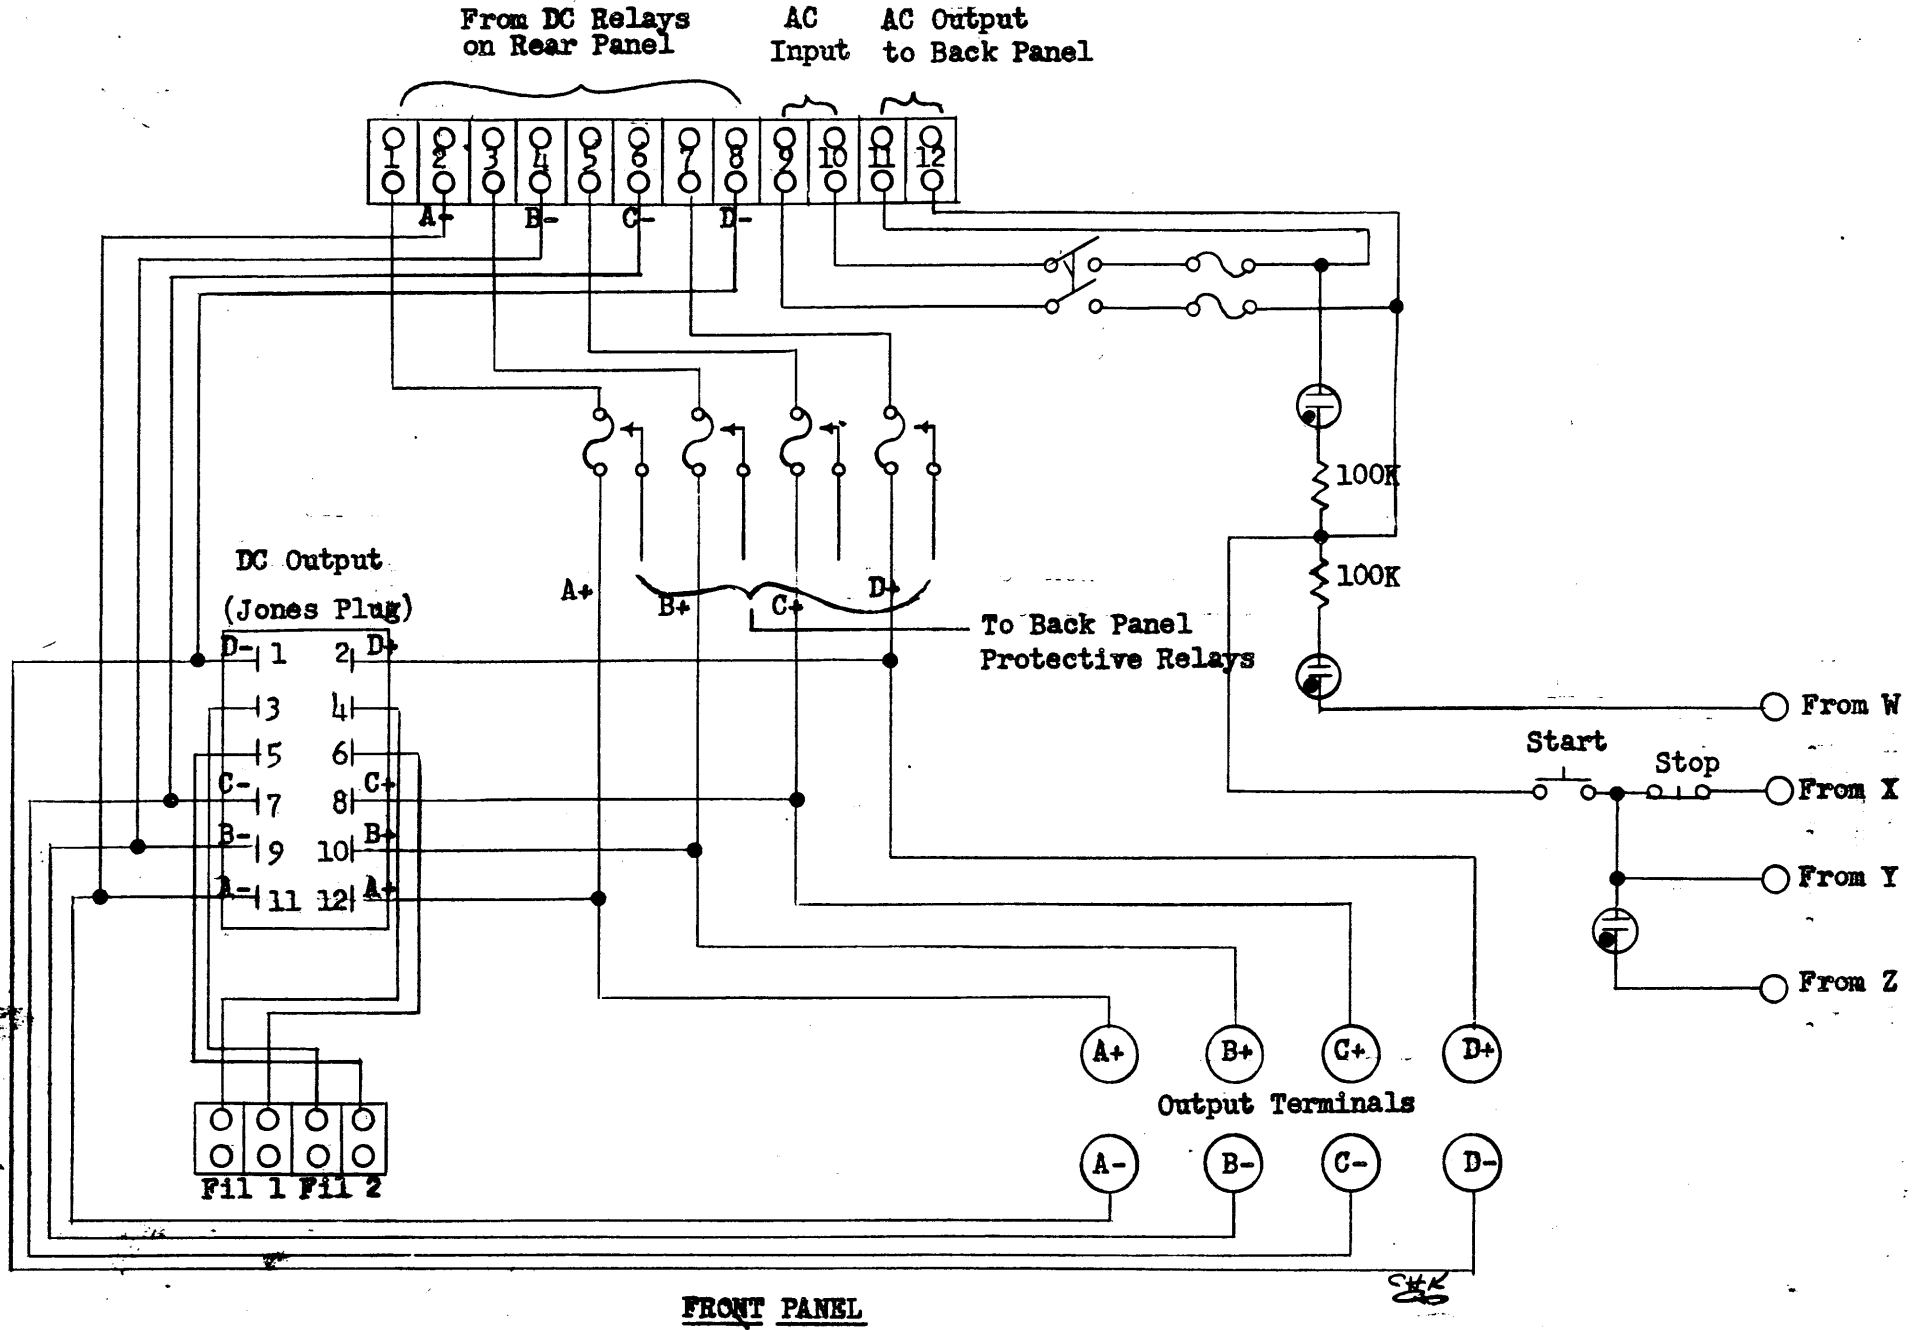 From DC Relays
on Rear Panel
AC
Input
AC Output
to Back Panel
1 2 3 4 5 6 7 8 9 10 11 12
A- B- C- D-
100K
100K
DC Output
(Jones Plug)
A+ B+ C+ D+
To Back Panel
Protective Relays
D- 1 2 D+
3 4
5 6
C- 7 8 C+
B- 9 10 B+
A- 11 12 A+
From W
Start
Stop
From X
From Y
From Z
A+ B+ C+ D+
Output Terminals
A- B- C- D-
Fil 1 Fil 2
FRONT PANEL